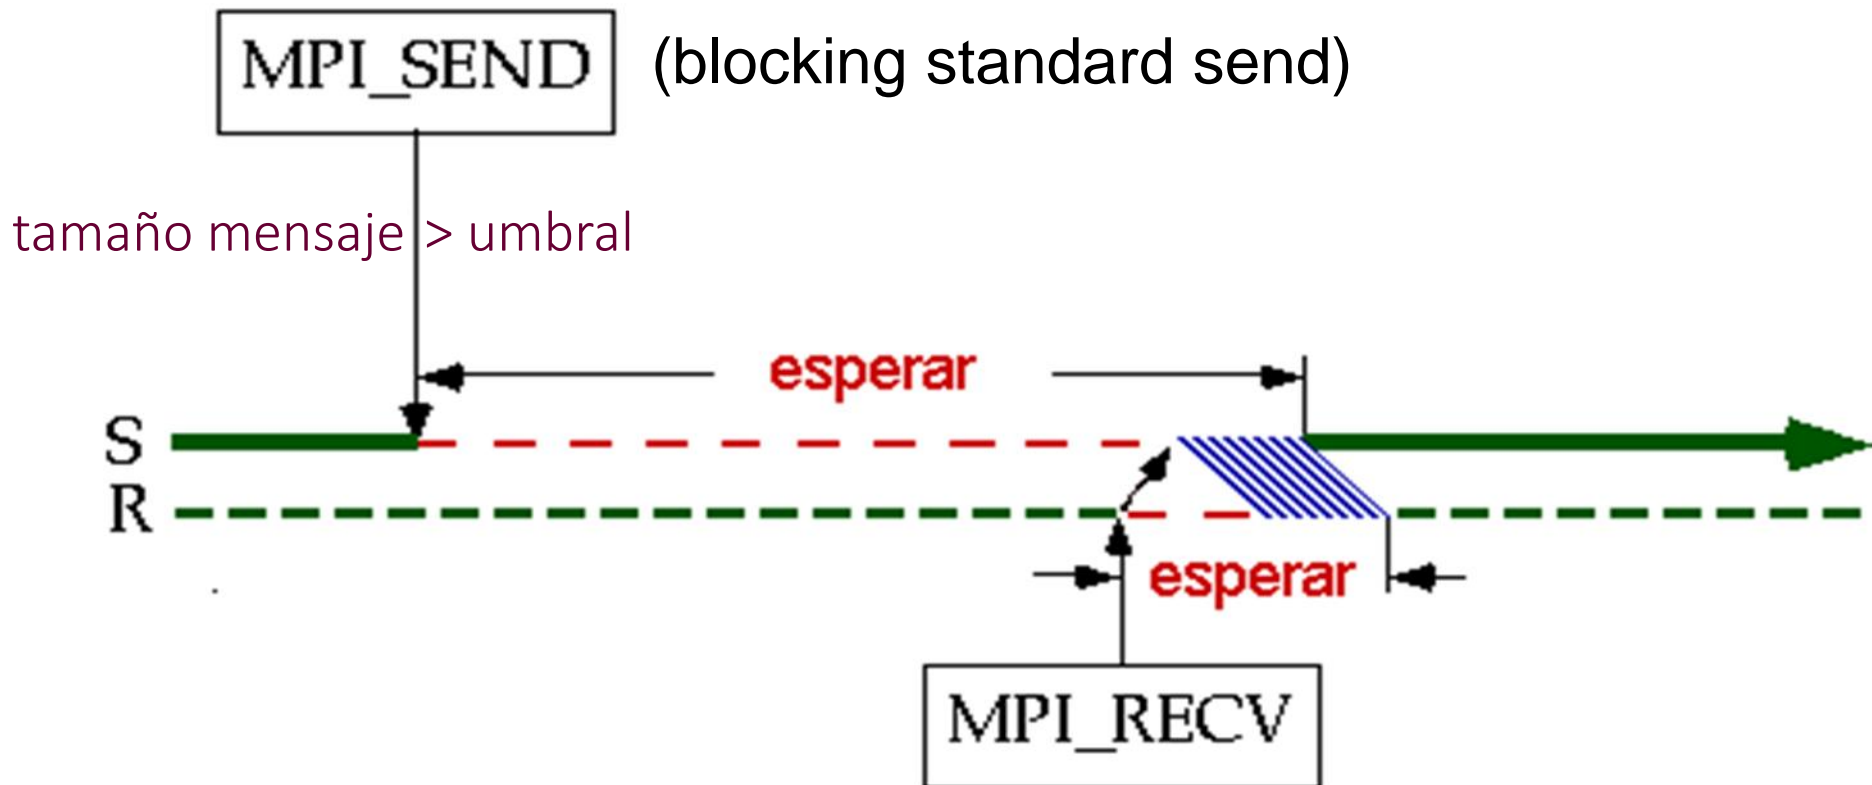 MPI_SEND (blocking standard send)
tamaño mensaje > umbral
esperar
S
R
esperar
MPI_RECV